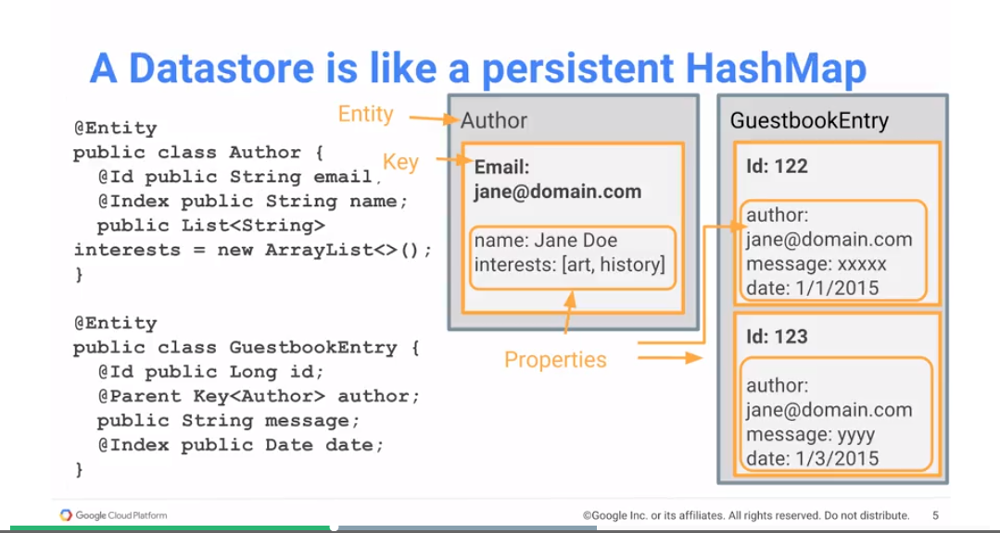 A Datastore is like a persistent HashMap
@Entity
public class Author {
@Id public String email,
@Index public String name;
public List<String>
interests = new ArrayList<>();
}
@Entity
public class GuestbookEntry {
@Id public Long id;
@Parent Key<Author> author;
public String message;
@Index public Date date;
}
Entity
Key
Author
Email:
jane@domain.com
name: Jane Doe
interests: [art, history]
Properties
GuestbookEntry
Id: 122
author:
jane@domain.com
message: xxxxx
date: 1/1/2015
Id: 123
author:
jane@domain.com
message: yyyy
date: 1/3/2015
Google Cloud Platform
©Google Inc. or its affiliates. All rights reserved. Do not distribute.
5